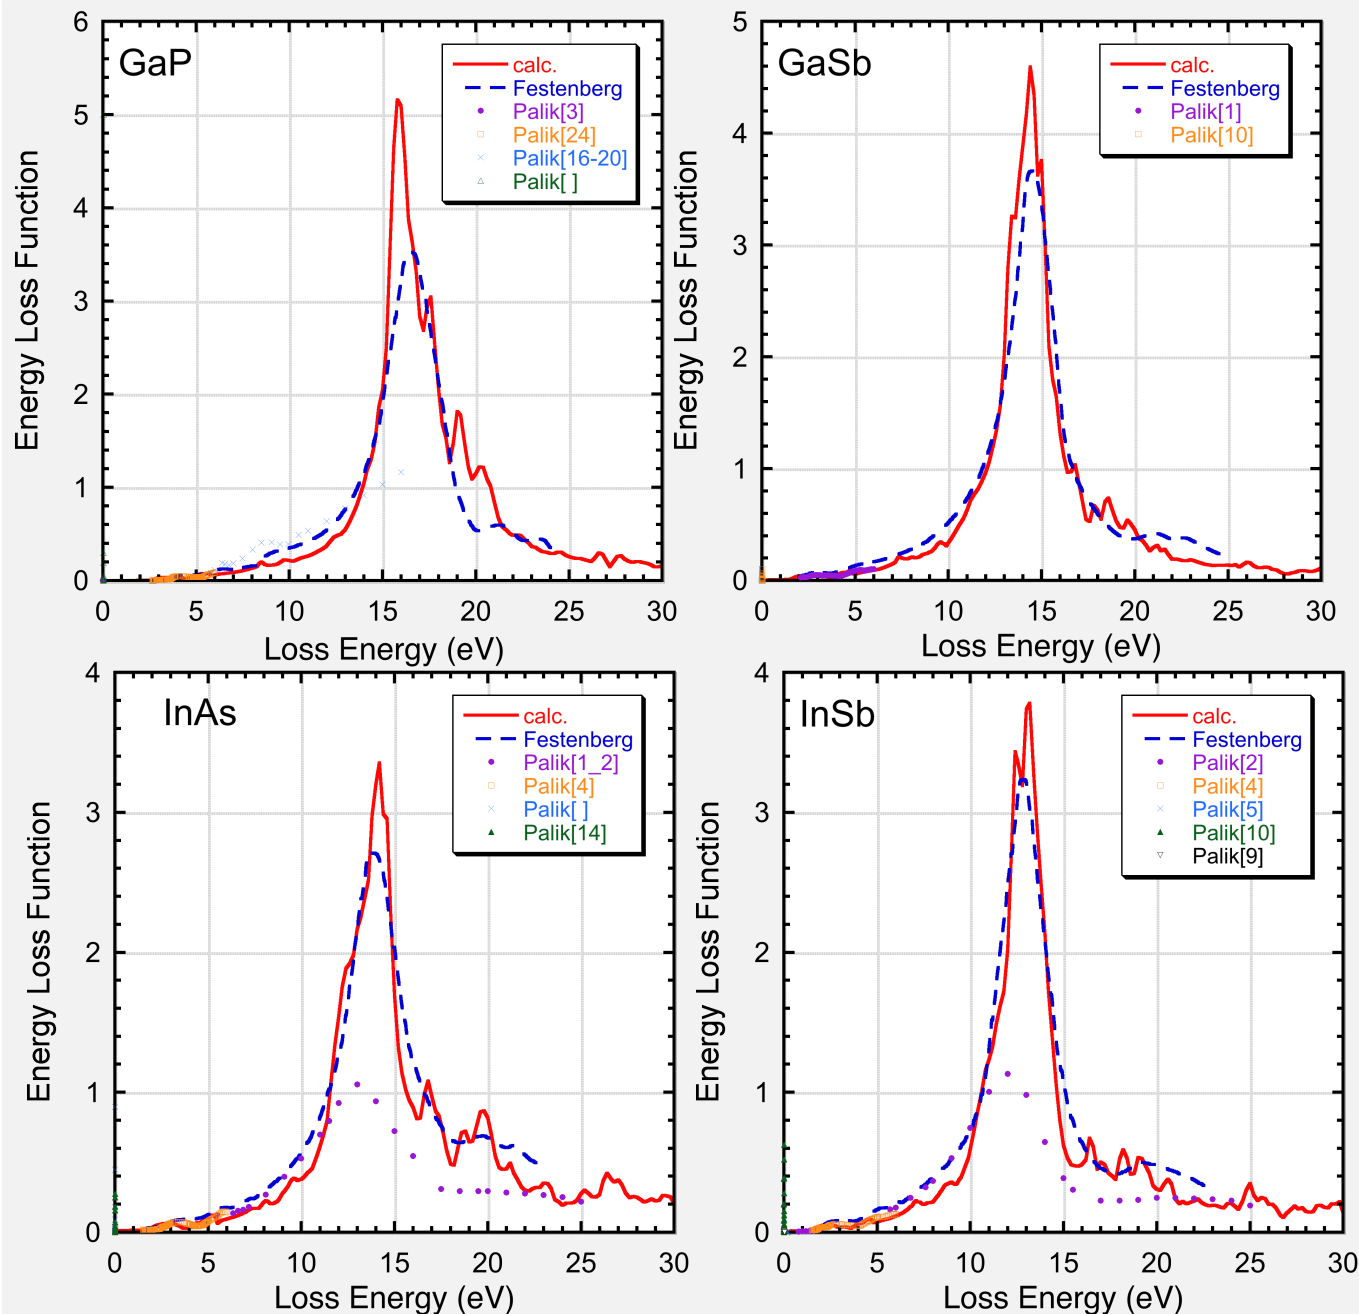 GaP
calc.
Festenberg
Palik[3]
Palik[24]
Palik[16-20]
Palik[ ]
Energy Loss Function
6
5
4
3
2
1
0
0 5 10 15 20 25 30
Loss Energy (eV)
GaSb
calc.
Festenberg
Palik[1]
Palik[10]
Energy Loss Function
5
4
3
2
1
0
0 5 10 15 20 25 30
Loss Energy (eV)
InAs
calc.
Festenberg
Palik[1_2]
Palik[4]
Palik[ ]
Palik[14]
Energy Loss Function
4
3
2
1
0
0 5 10 15 20 25 30
Loss Energy (eV)
InSb
calc.
Festenberg
Palik[2]
Palik[4]
Palik[5]
Palik[10]
Palik[9]
Energy Loss Function
4
3
2
1
0
0 5 10 15 20 25 30
Loss Energy (eV)